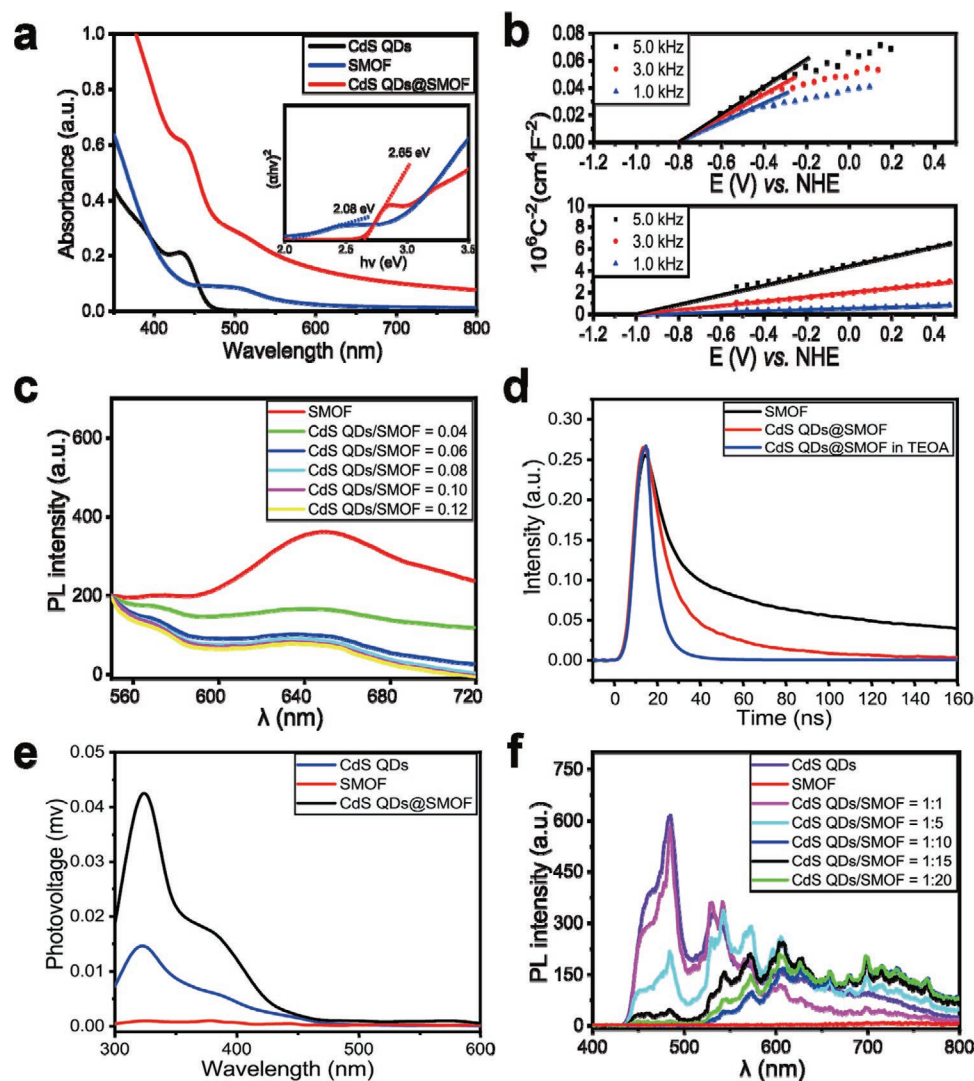 a
CdS QDs
SMOF
CdS QDs@SMOF
1.0
0.8
0.6
0.4
0.2
0.0
Absorbance (a.u.)
400 500 600 700 800
Wavelength (nm)
(αhν)²
2.65 eV
2.08 eV
2.0 2.5 3.0 3.5
hν (eV)
b
5.0 kHz
3.0 kHz
1.0 kHz
0.08
0.06
0.04
0.02
0.00
-1.2 -1.0 -0.8 -0.6 -0.4 -0.2 0.0 0.2 0.4
E (V) vs. NHE
10⁶C⁻²(cm⁴F⁻²)
5.0 kHz
3.0 kHz
1.0 kHz
10
8
6
4
2
0
-1.2 -1.0 -0.8 -0.6 -0.4 -0.2 0.0 0.2 0.4
E (V) vs. NHE
c
SMOF
CdS QDs/SMOF = 0.04
CdS QDs/SMOF = 0.06
CdS QDs/SMOF = 0.08
CdS QDs/SMOF = 0.10
CdS QDs/SMOF = 0.12
600
400
200
0
PL intensity (a.u.)
560 600 640 680 720
λ (nm)
d
SMOF
CdS QDs@SMOF
CdS QDs@SMOF in TEOA
0.30
0.25
0.20
0.15
0.10
0.05
0.00
Intensity (a.u.)
0 20 40 60 80 100 120 140 160
Time (ns)
e
CdS QDs
SMOF
CdS QDs@SMOF
0.05
0.04
0.03
0.02
0.01
0.00
Photovoltage (mv)
300 400 500 600
Wavelength (nm)
f
CdS QDs
SMOF
CdS QDs/SMOF = 1:1
CdS QDs/SMOF = 1:5
CdS QDs/SMOF = 1:10
CdS QDs/SMOF = 1:15
CdS QDs/SMOF = 1:20
750
600
450
300
150
0
PL intensity (a.u.)
400 500 600 700 800
λ (nm)